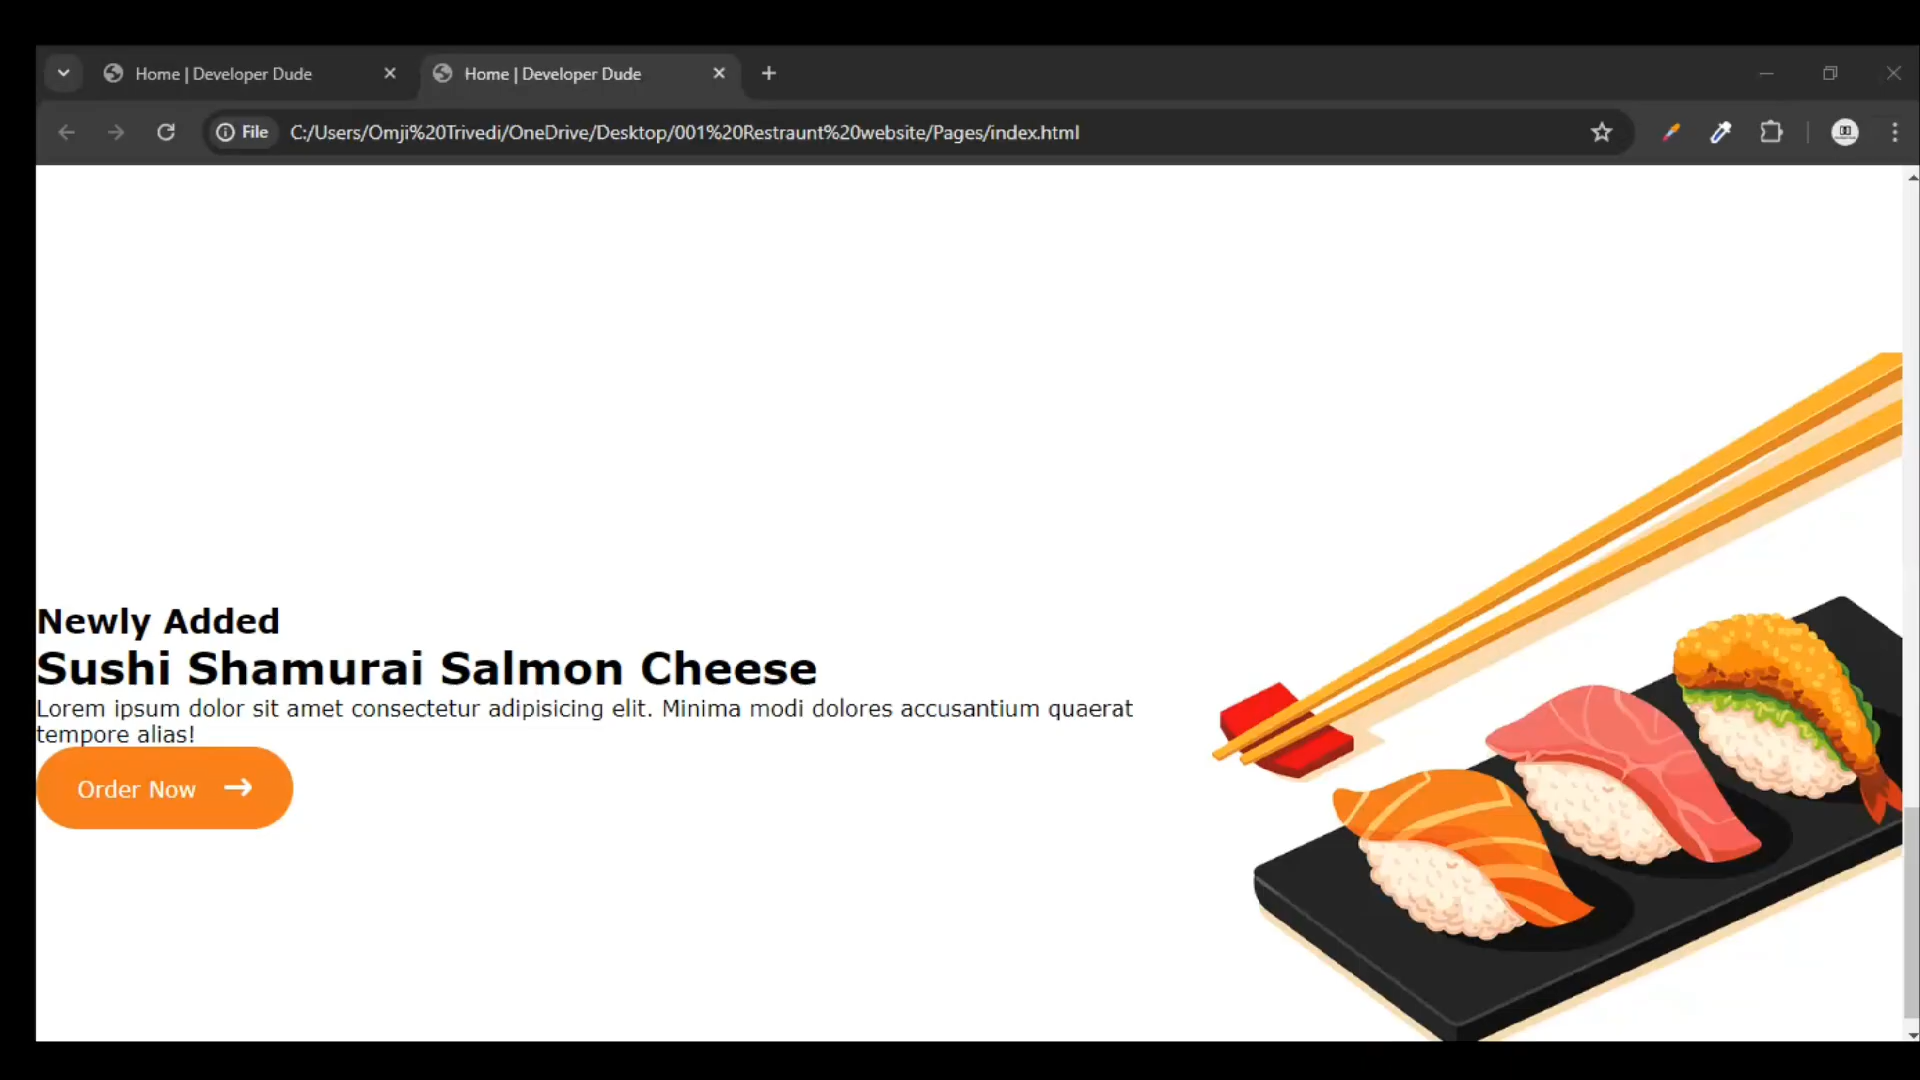 Home | Developer Dude
Home | Developer Dude
File
C:/Users/Omji%20Trivedi/OneDrive/Desktop/001%20Restraunt%20website/Pages/index.html
Newly Added
Sushi Shamurai Salmon Cheese
Lorem ipsum dolor sit amet consectetur adipisicing elit. Minima modi dolores accusantium quaerat
tempore alias!
Order Now